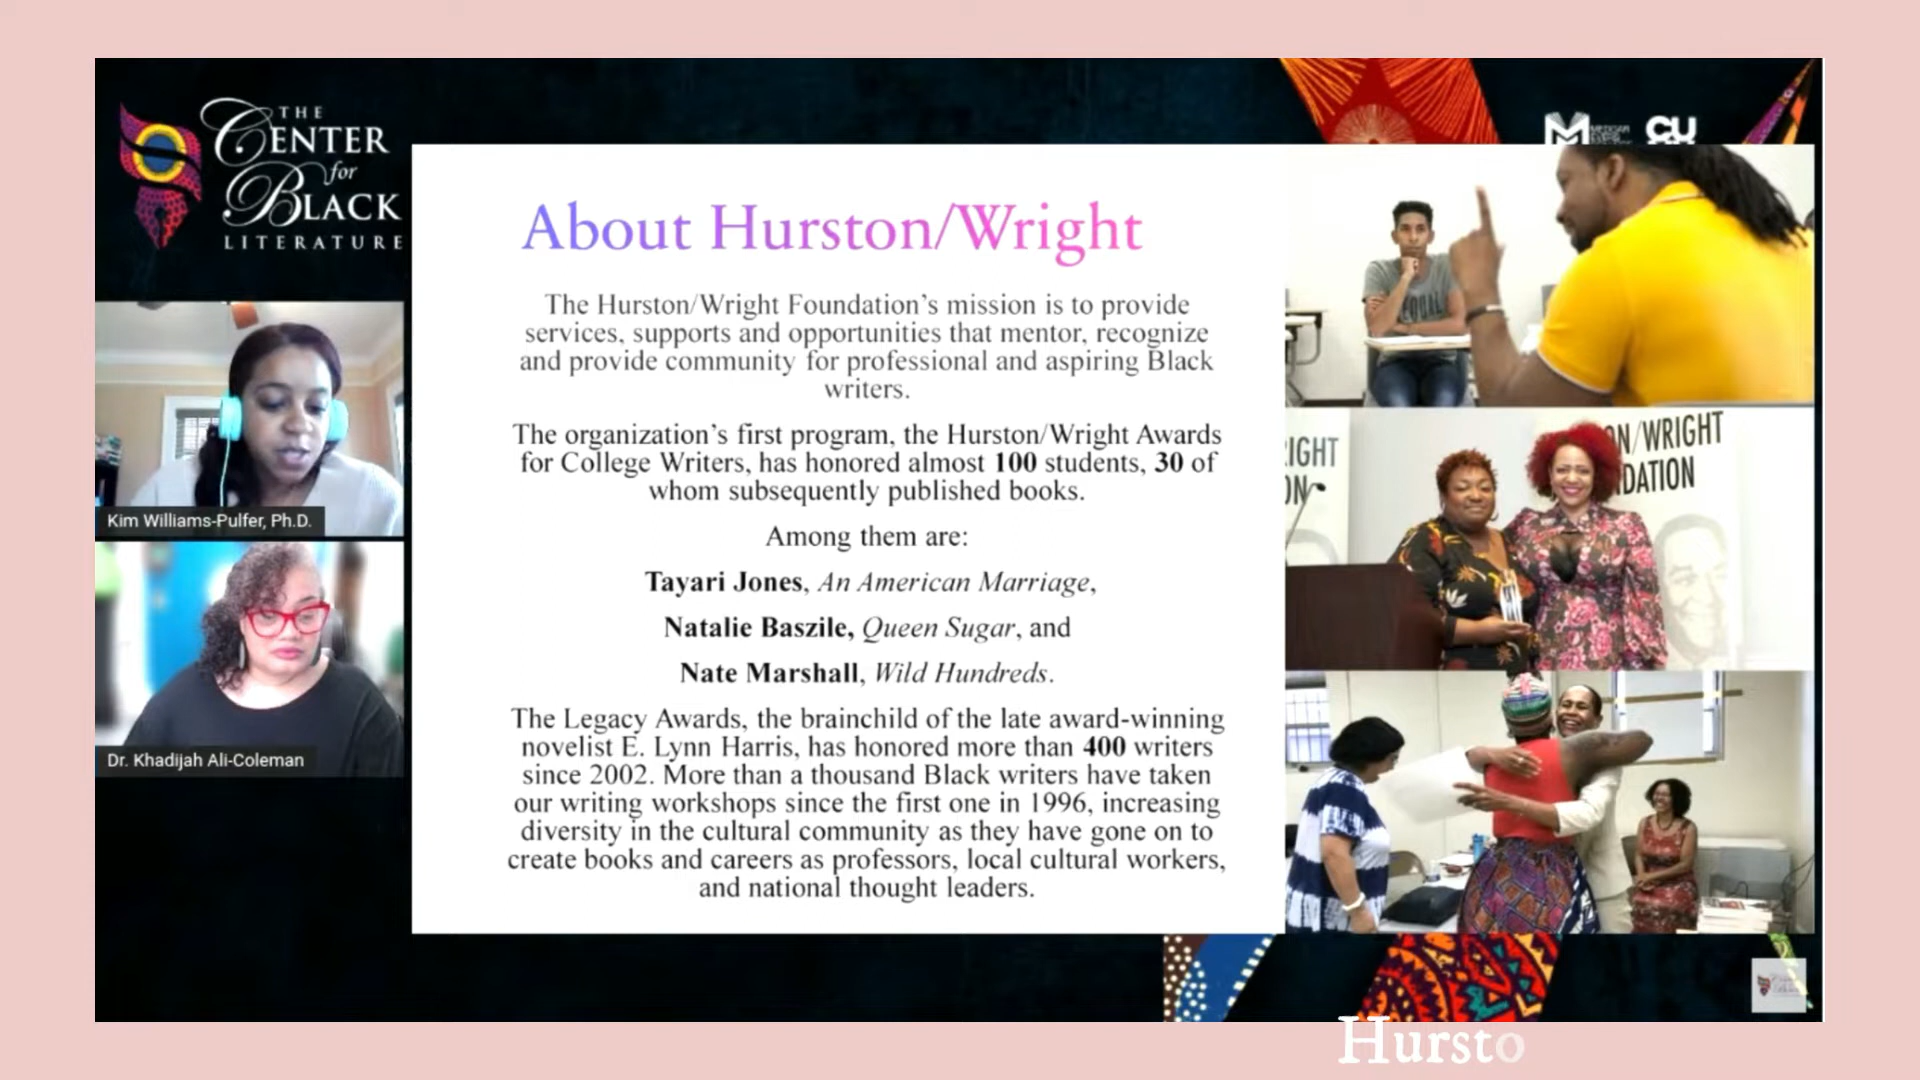 THE
CENTER
for
BLACK
LITERATURE
CU
About Hurston/Wright
The Hurston/Wright Foundation's mission is to provide
services, supports and opportunities that mentor, recognize
and provide community for professional and aspiring Black
writers.
The organization's first program, the Hurston/Wright Awards
for College Writers, has honored almost 100 students, 30 of
whom subsequently published books.
Among them are:
Tayari Jones, An American Marriage,
Natalie Baszile, Queen Sugar, and
Nate Marshall, Wild Hundreds.
The Legacy Awards, the brainchild of the late award-winning
novelist E. Lynn Harris, has honored more than 400 writers
since 2002. More than a thousand Black writers have taken
our writing workshops since the first one in 1996, increasing
diversity in the cultural community as they have gone on to
create books and careers as professors, local cultural workers,
and national thought leaders.
Kim Williams-Pulfer, Ph.D.
Dr. Khadijah Ali-Coleman
EQUAL
IGHT
ON
ON/WRIGHT
DATION
Hursto